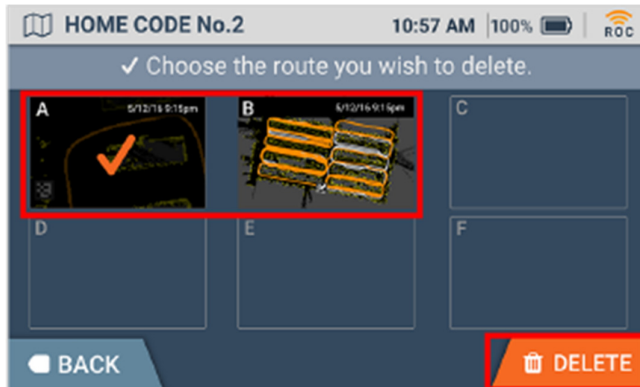 HOME CODE No.2 10:57 AM 100% ROC
✓ Choose the route you wish to delete.
A 5/12/16 9:15pm B 5/12/16 9:15pm C
D E F
BACK DELETE